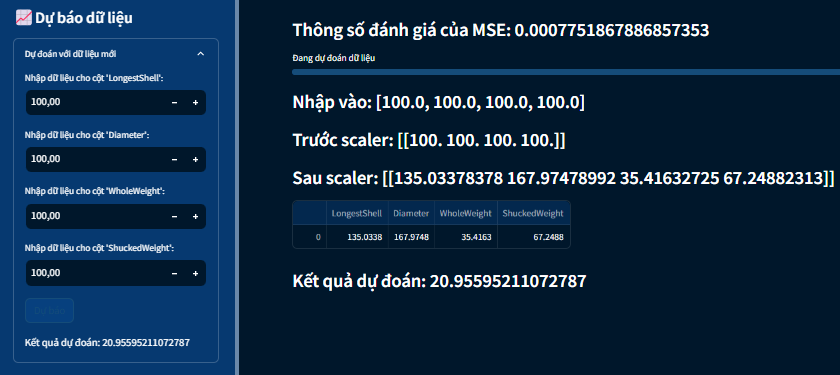 📈 Dự báo dữ liệu
Dự đoán với dữ liệu mới
Nhập dữ liệu cho cột 'LongestShell':
100,00
Nhập dữ liệu cho cột 'Diameter':
100,00
Nhập dữ liệu cho cột 'WholeWeight':
100,00
Nhập dữ liệu cho cột 'ShuckedWeight':
100,00
Kết quả dự đoán: 20.95595211072787
Thông số đánh giá của MSE: 0.0007751867886857353
Đang dự đoán dữ liệu
Nhập vào: [100.0, 100.0, 100.0, 100.0]
Trước scaler: [[100. 100. 100. 100.]]
Sau scaler: [[135.03378378 167.97478992 35.41632725 67.24882313]]
LongestShell Diameter WholeWeight ShuckedWeight
0 135.0338 167.9748 35.4163 67.2488
Kết quả dự đoán: 20.95595211072787